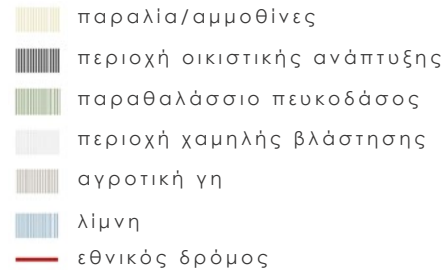 παραλία/αμμοθίνες
περιοχή οικιστικής ανάπτυξης
παραθαλάσσιο πευκοδάσος
περιοχή χαμηλής βλάστησης
αγροτική γη
λίμνη
εθνικός δρόμος